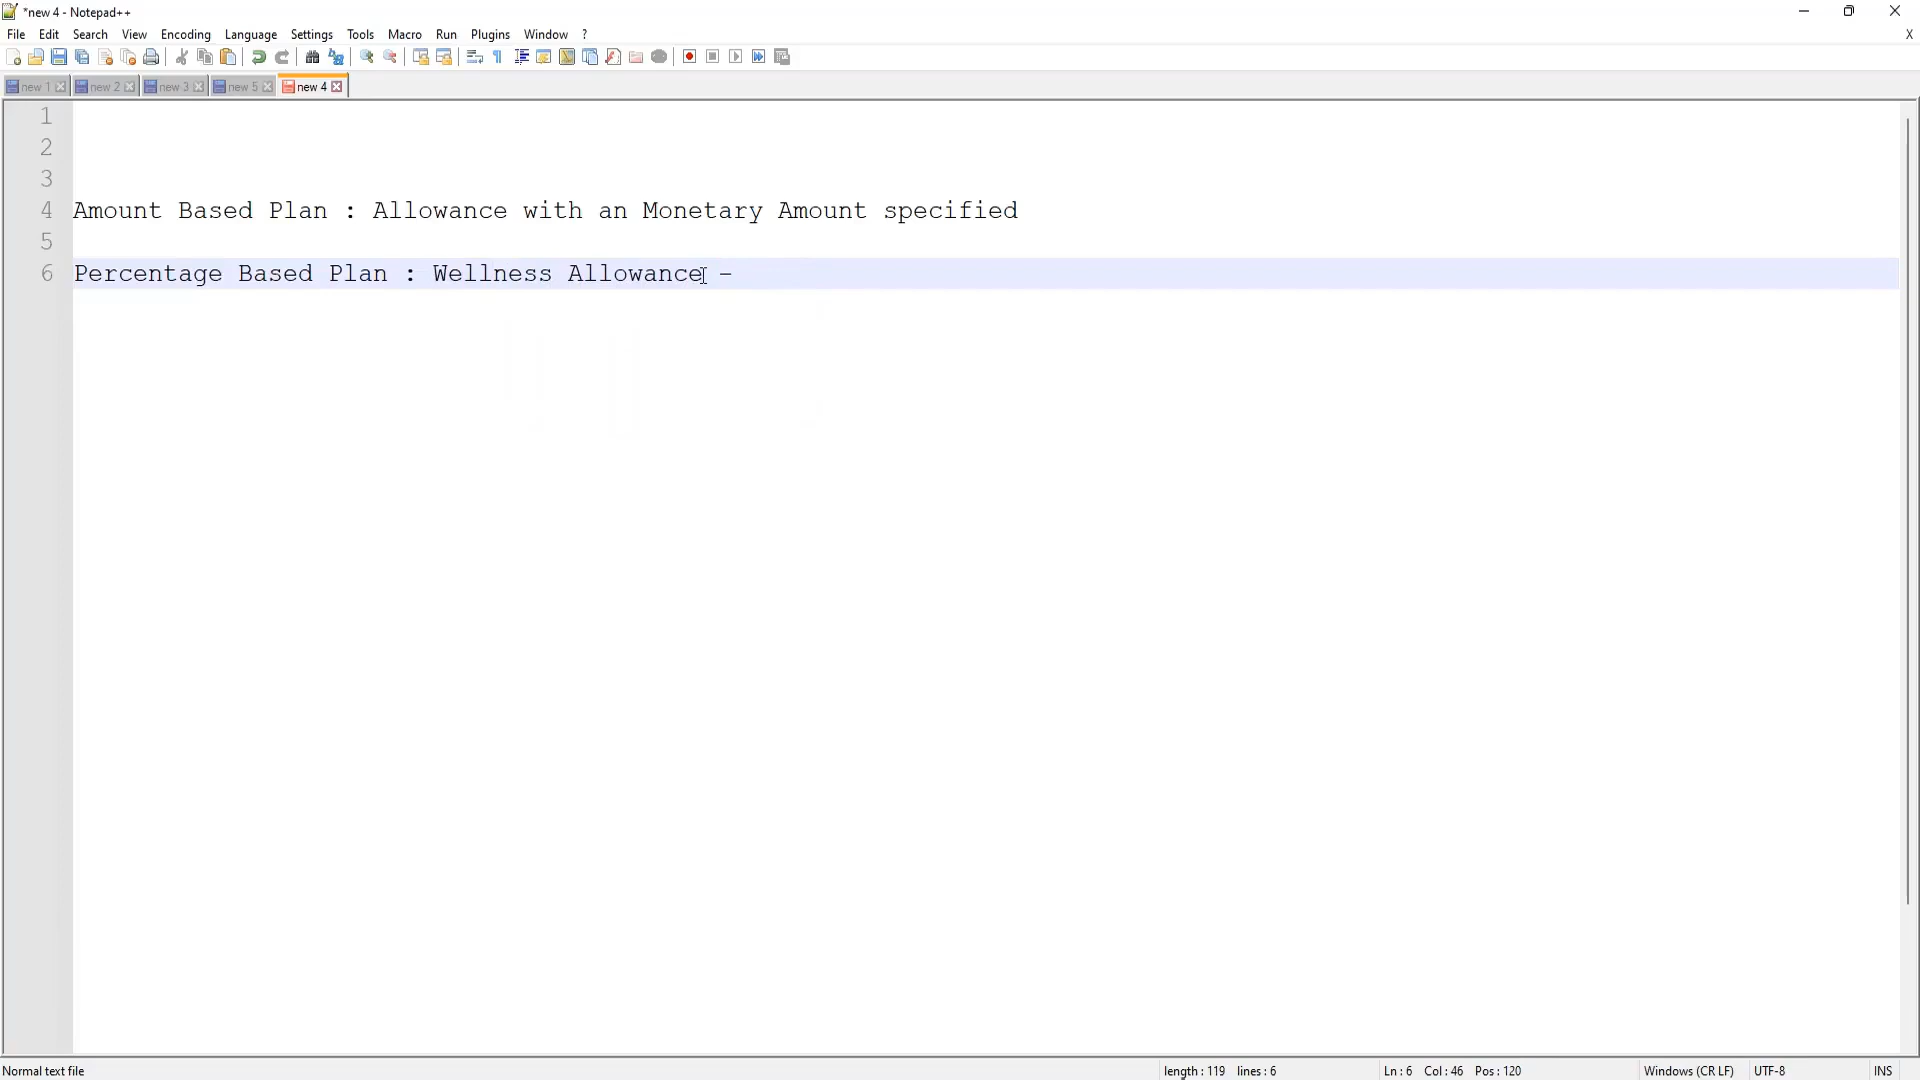 *new 4 - Notepad++
File Edit Search View Encoding Language Settings Tools Macro Run Plugins Window ? X
new 1 new 2 new 3 new 5 new 4
1
2
3
4 Amount Based Plan : Allowance with an Monetary Amount specified
5
6 Percentage Based Plan : Wellness Allowance -
Normal text file length : 119 lines : 6 Ln : 6 Col : 46 Pos : 120 Windows (CR LF) UTF-8 INS